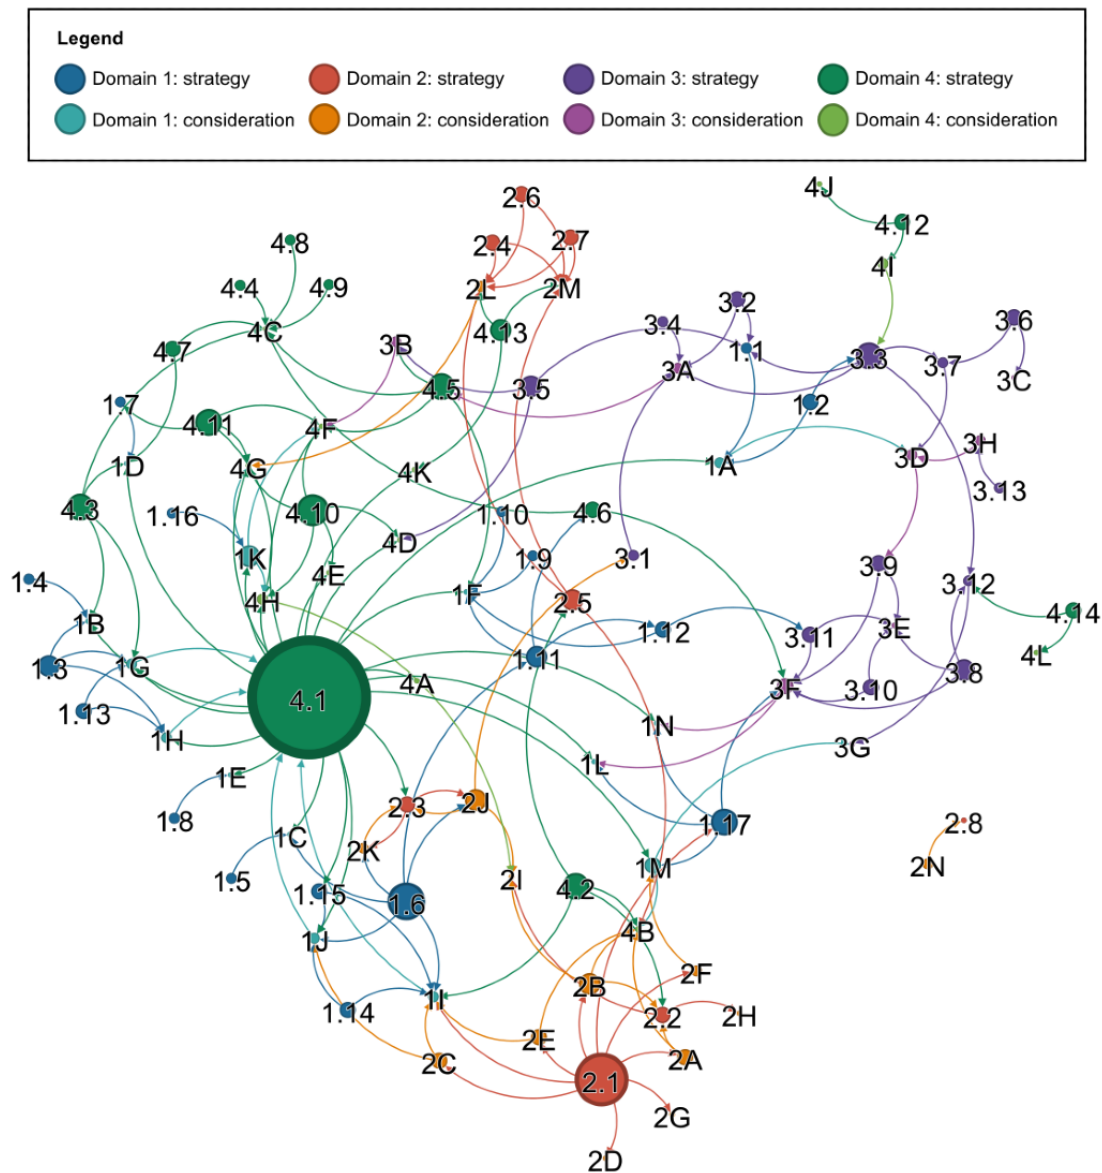 Legend
Domain 1: strategy Domain 2: strategy Domain 3: strategy Domain 4: strategy
Domain 1: consideration Domain 2: consideration Domain 3: consideration Domain 4: consideration
4J
2.6
4.12
4.8 2.4 2.7
4I
4.4 4.9 2L 2M
3.2
3.6
4C 4.13 3.4
4.7 3B 1.1 3.3
3.7
3A 3C
4.5 3.5
1.7 1.2
4.11 4F
3H
1D 4G 4K 1A 3D
3.13
4.3 1.16 4.10 1.10 4.6
4D
1K 1.9 3.1
3.9
1.4 4E 3.12
1F
4H 2.5
4.14
1B 1.12 3.11 3E
1.3 1G 1.11 4L
3.8
4.1 4A 3F 3.10
1.13
1N
1H 3G
1L
1E
2.3 2J
1.8 1.17 2.8
1C 2K
1M 2N
1.5 2I
1.15 1.6 4.2
1J 4B
2F
2B
1I
1.14 2.2 2H
2E
2C 2A
2.1
2G
2D